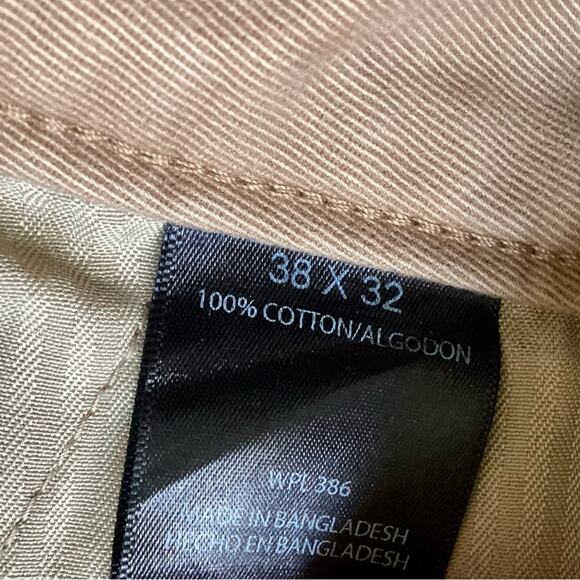 38 X 32
100% COTTON/ALGODON
WPL 386
MADE IN BANGLADESH
HECHO EN BANGLADESH